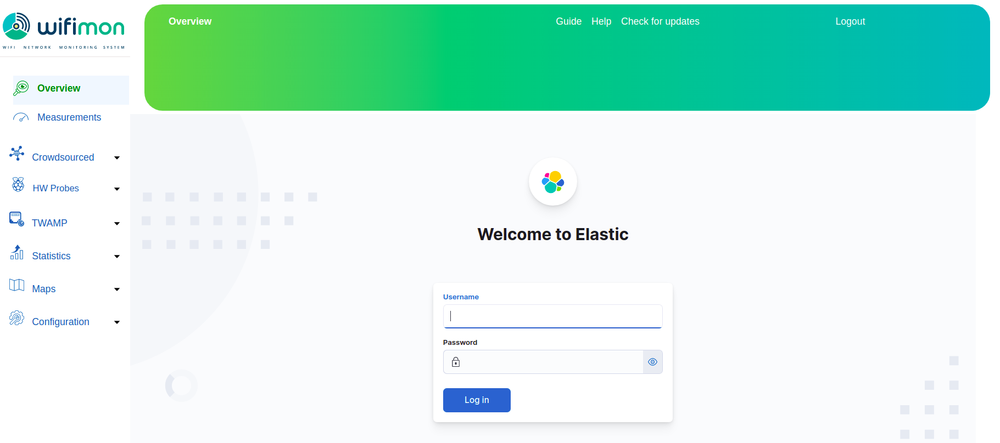 wifimon
WIFI NETWORK MONITORING SYSTEM
Overview
Guide Help Check for updates
Logout
Overview
Measurements
Crowdsourced
HW Probes
TWAMP
Statistics
Maps
Configuration
Welcome to Elastic
Username
Password
Log in